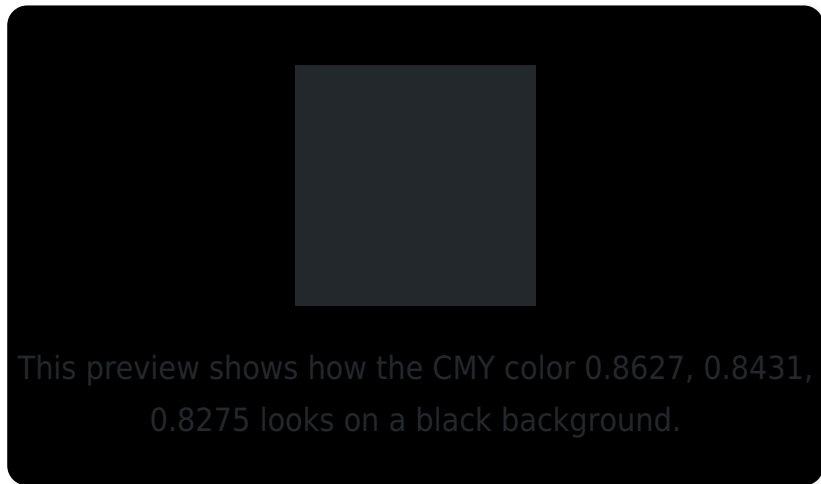 This preview shows how the CMY color 0.8627, 0.8431,
0.8275 looks on a black background.